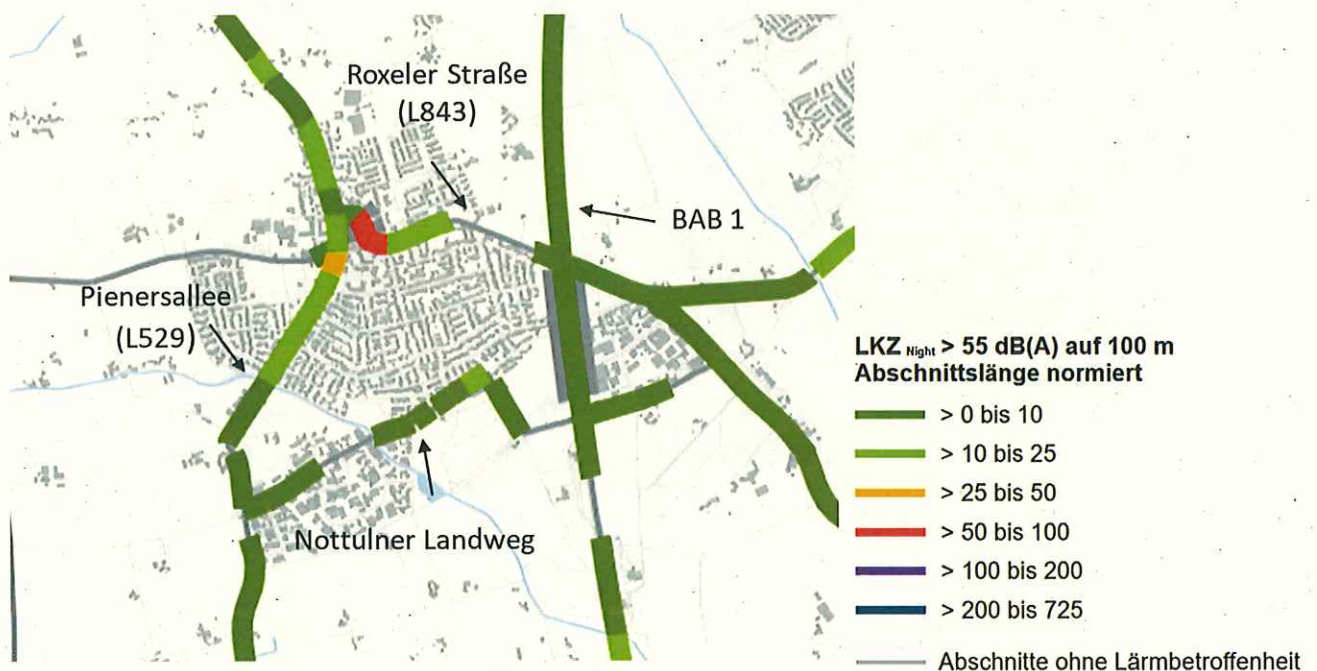 Roxeler Straße
(L843)
BAB 1
Pienersallee
(L529)
Nottulner Landweg
LKZ Night > 55 dB(A) auf 100 m
Abschnittslänge normiert
> 0 bis 10
> 10 bis 25
> 25 bis 50
> 50 bis 100
> 100 bis 200
> 200 bis 725
Abschnitte ohne Lärmbetroffenheit